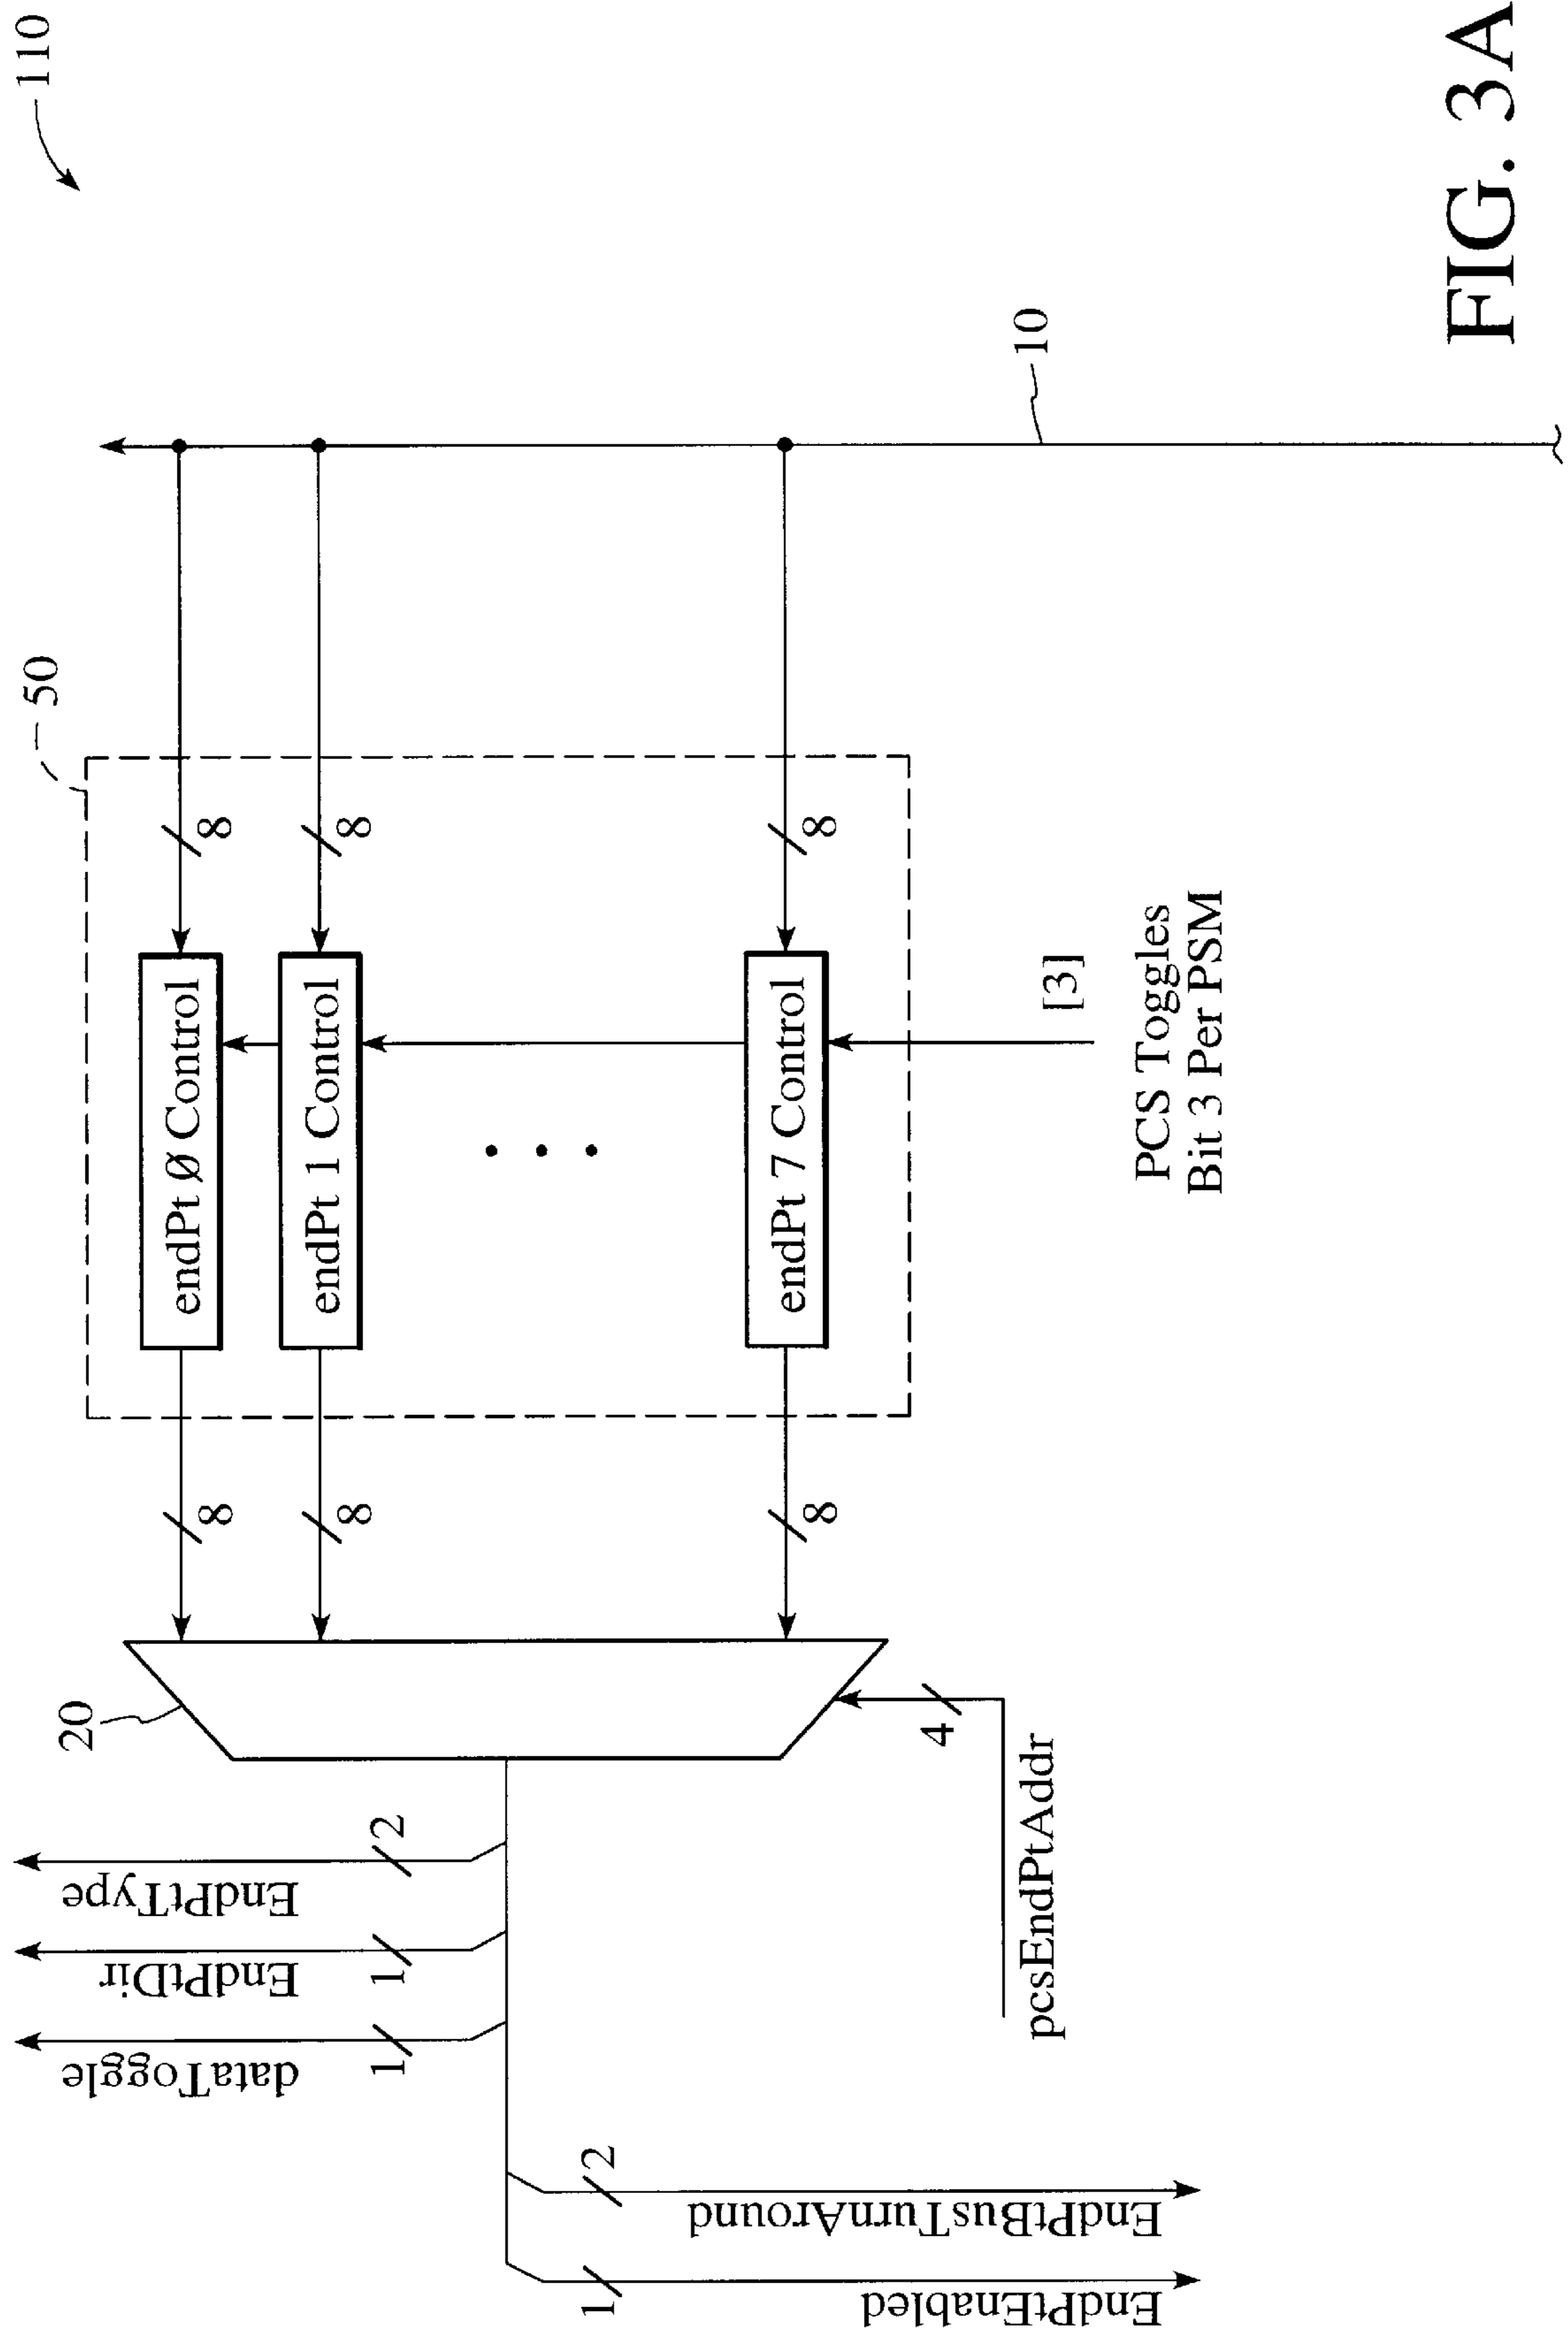 110
50
10
8
8
8
endPt Ø Control
endPt 1 Control
endPt 7 Control
[3]
PCS Toggles
Bit 3 Per PSM
8
8
8
20
4
pcsEndPtAddr
2
EndPtType
1
EndPtDir
1
dataToggle
2
EndPtBusTurnAround
1
EndPtEnabled
FIG. 3A